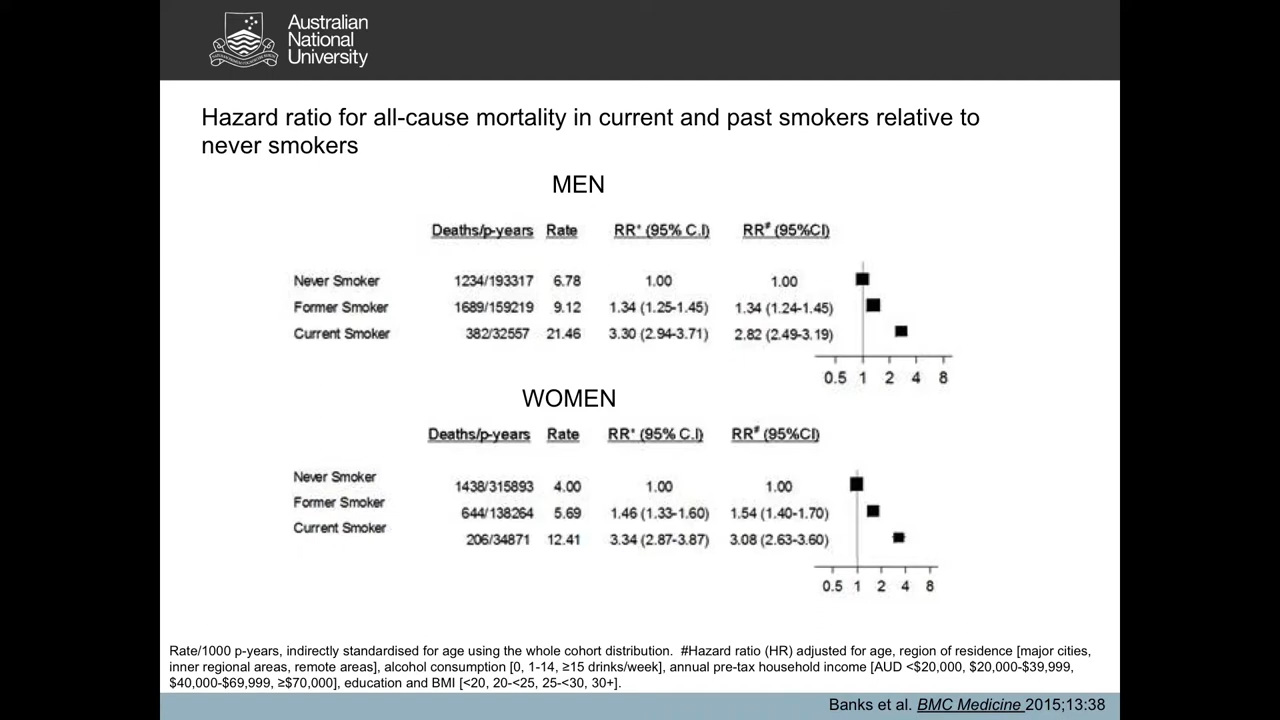 Australian
National
University
Hazard ratio for all-cause mortality in current and past smokers relative to
never smokers
MEN
Deaths/p-years Rate RR* (95% C.I) RR# (95%CI)
Never Smoker 1234/193317 6.78 1.00 1.00
Former Smoker 1689/159219 9.12 1.34 (1.25-1.45) 1.34 (1.24-1.45)
Current Smoker 382/32557 21.46 3.30 (2.94-3.71) 2.82 (2.49-3.19)
0.5 1 2 4 8
WOMEN
Deaths/p-years Rate RR* (95% C.I) RR# (95%CI)
Never Smoker 1438/315893 4.00 1.00 1.00
Former Smoker 644/138264 5.69 1.46 (1.33-1.60) 1.54 (1.40-1.70)
Current Smoker 206/34871 12.41 3.34 (2.87-3.87) 3.08 (2.63-3.60)
0.5 1 2 4 8
Rate/1000 p-years, indirectly standardised for age using the whole cohort distribution. #Hazard ratio (HR) adjusted for age, region of residence [major cities,
inner regional areas, remote areas], alcohol consumption [0, 1-14, ≥15 drinks/week], annual pre-tax household income [AUD <$20,000, $20,000-$39,999,
$40,000-$69,999, ≥$70,000], education and BMI [<20, 20-<25, 25-<30, 30+].
Banks et al. BMC Medicine 2015;13:38